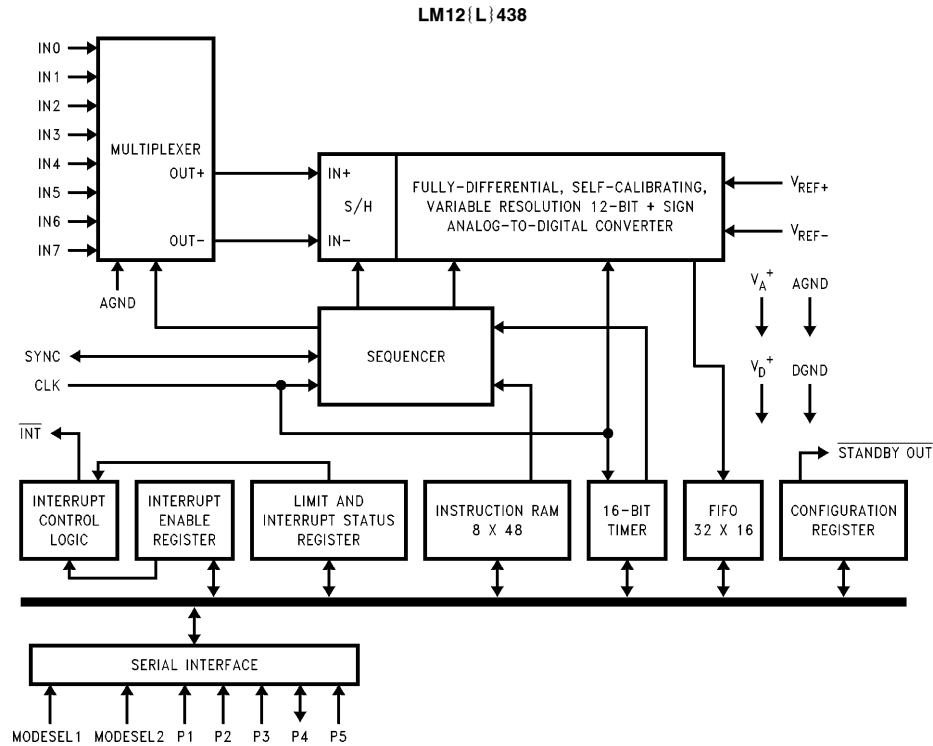 LM12{L}438
IN0
IN1
IN2
IN3
IN4
IN5
IN6
IN7
MULTIPLEXER
OUT+
OUT−
AGND
IN+
S/H
IN−
FULLY-DIFFERENTIAL, SELF-CALIBRATING,
VARIABLE RESOLUTION 12-BIT + SIGN
ANALOG-TO-DIGITAL CONVERTER
VREF+
VREF−
VA+
AGND
VD+
DGND
SYNC
CLK
SEQUENCER
INT
STANDBY OUT
INTERRUPT
CONTROL
LOGIC
INTERRUPT
ENABLE
REGISTER
LIMIT AND
INTERRUPT STATUS
REGISTER
INSTRUCTION RAM
8 X 48
16-BIT
TIMER
FIFO
32 X 16
CONFIGURATION
REGISTER
SERIAL INTERFACE
MODESEL1 MODESEL2 P1 P2 P3 P4 P5